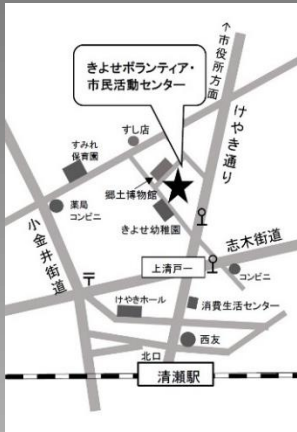 ↑市役所方面
きよせボランティア・
市民活動センター
けやき通り
すし店
すみれ
保育園
郷土博物館
薬局
コンビニ
きよせ幼稚園
小金井街道
志木街道
上清戸一
コンビニ
〒
けやきホール
消費生活センター
西友
北口
清瀬駅